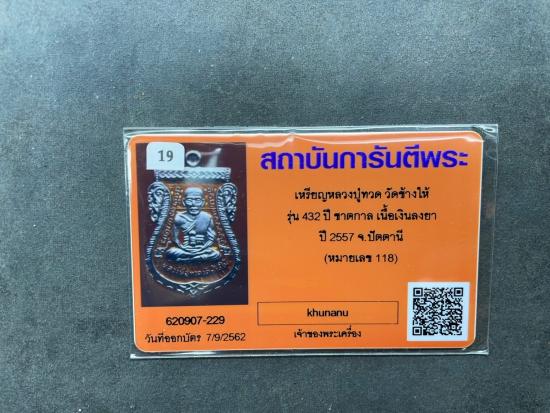 19
สถาบันการันตีพระ
เหรียญหลวงปู่ทวด วัดช้างให้
รุ่น 432 ปี ชาตกาล เนื้อเงินลงยา
ปี 2557 จ.ปัตตานี
(หมายเลข 118)
620907-229
วันที่ออกบัตร 7/9/2562
khunanu
เจ้าของพระเครื่อง